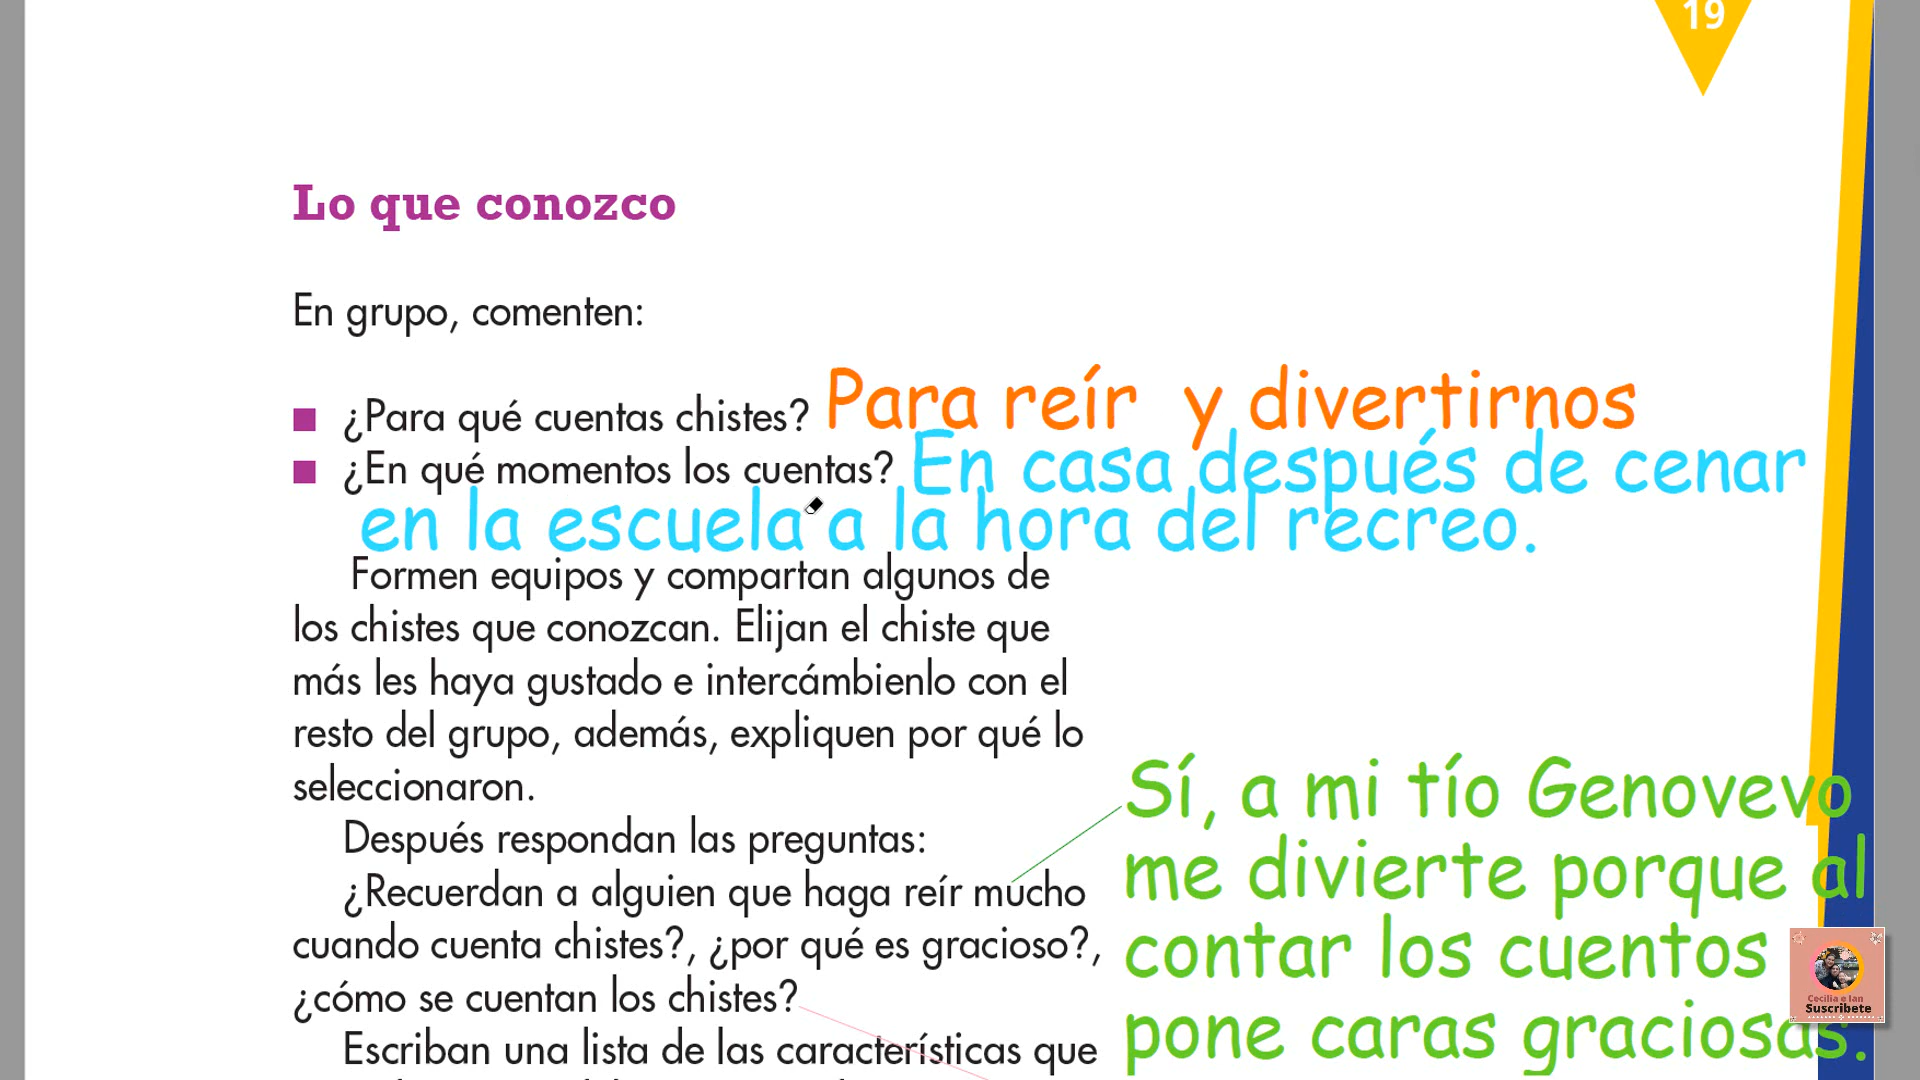 19
Lo que conozco
En grupo, comenten:
¿Para qué cuentas chistes? Para reír y divertirnos
¿En qué momentos los cuentas? En casa después de cenar
en la escuela a la hora del recreo.
Formen equipos y compartan algunos de
los chistes que conozcan. Elijan el chiste que
más les haya gustado e intercámbienlo con el
resto del grupo, además, expliquen por qué lo
seleccionaron.
Después respondan las preguntas:
¿Recuerdan a alguien que haga reír mucho
cuando cuenta chistes?, ¿por qué es gracioso?,
¿cómo se cuentan los chistes?
Escriban una lista de las características que
Sí, a mi tío Genovevo
me divierte porque al
contar los cuentos
pone caras graciosas.
Cecilia e Ian
Suscribete